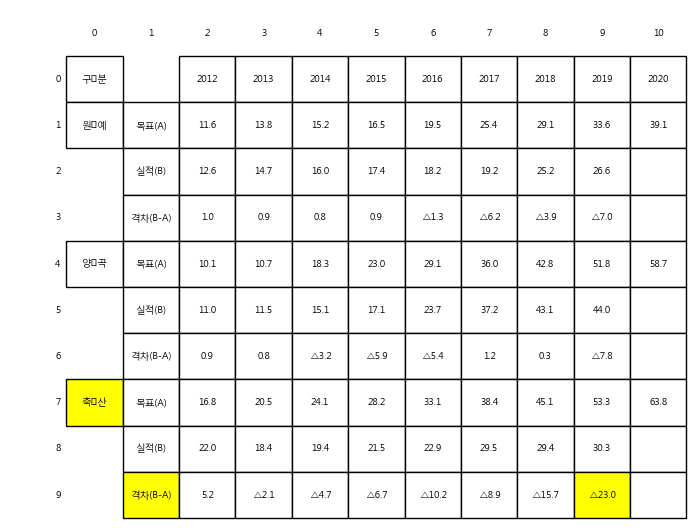 0 1 2 3 4 5 6 7 8 9 10
0 구분 2012 2013 2014 2015 2016 2017 2018 2019 2020
1 원예 목표(A) 11.6 13.8 15.2 16.5 19.5 25.4 29.1 33.6 39.1
2 실적(B) 12.6 14.7 16.0 17.4 18.2 19.2 25.2 26.6
3 격차(B-A) 1.0 0.9 0.8 0.9 △1.3 △6.2 △3.9 △7.0
4 양곡 목표(A) 10.1 10.7 18.3 23.0 29.1 36.0 42.8 51.8 58.7
5 실적(B) 11.0 11.5 15.1 17.1 23.7 37.2 43.1 44.0
6 격차(B-A) 0.9 0.8 △3.2 △5.9 △5.4 1.2 0.3 △7.8
7 축산 목표(A) 16.8 20.5 24.1 28.2 33.1 38.4 45.1 53.3 63.8
8 실적(B) 22.0 18.4 19.4 21.5 22.9 29.5 29.4 30.3
9 격차(B-A) 5.2 △2.1 △4.7 △6.7 △10.2 △8.9 △15.7 △23.0